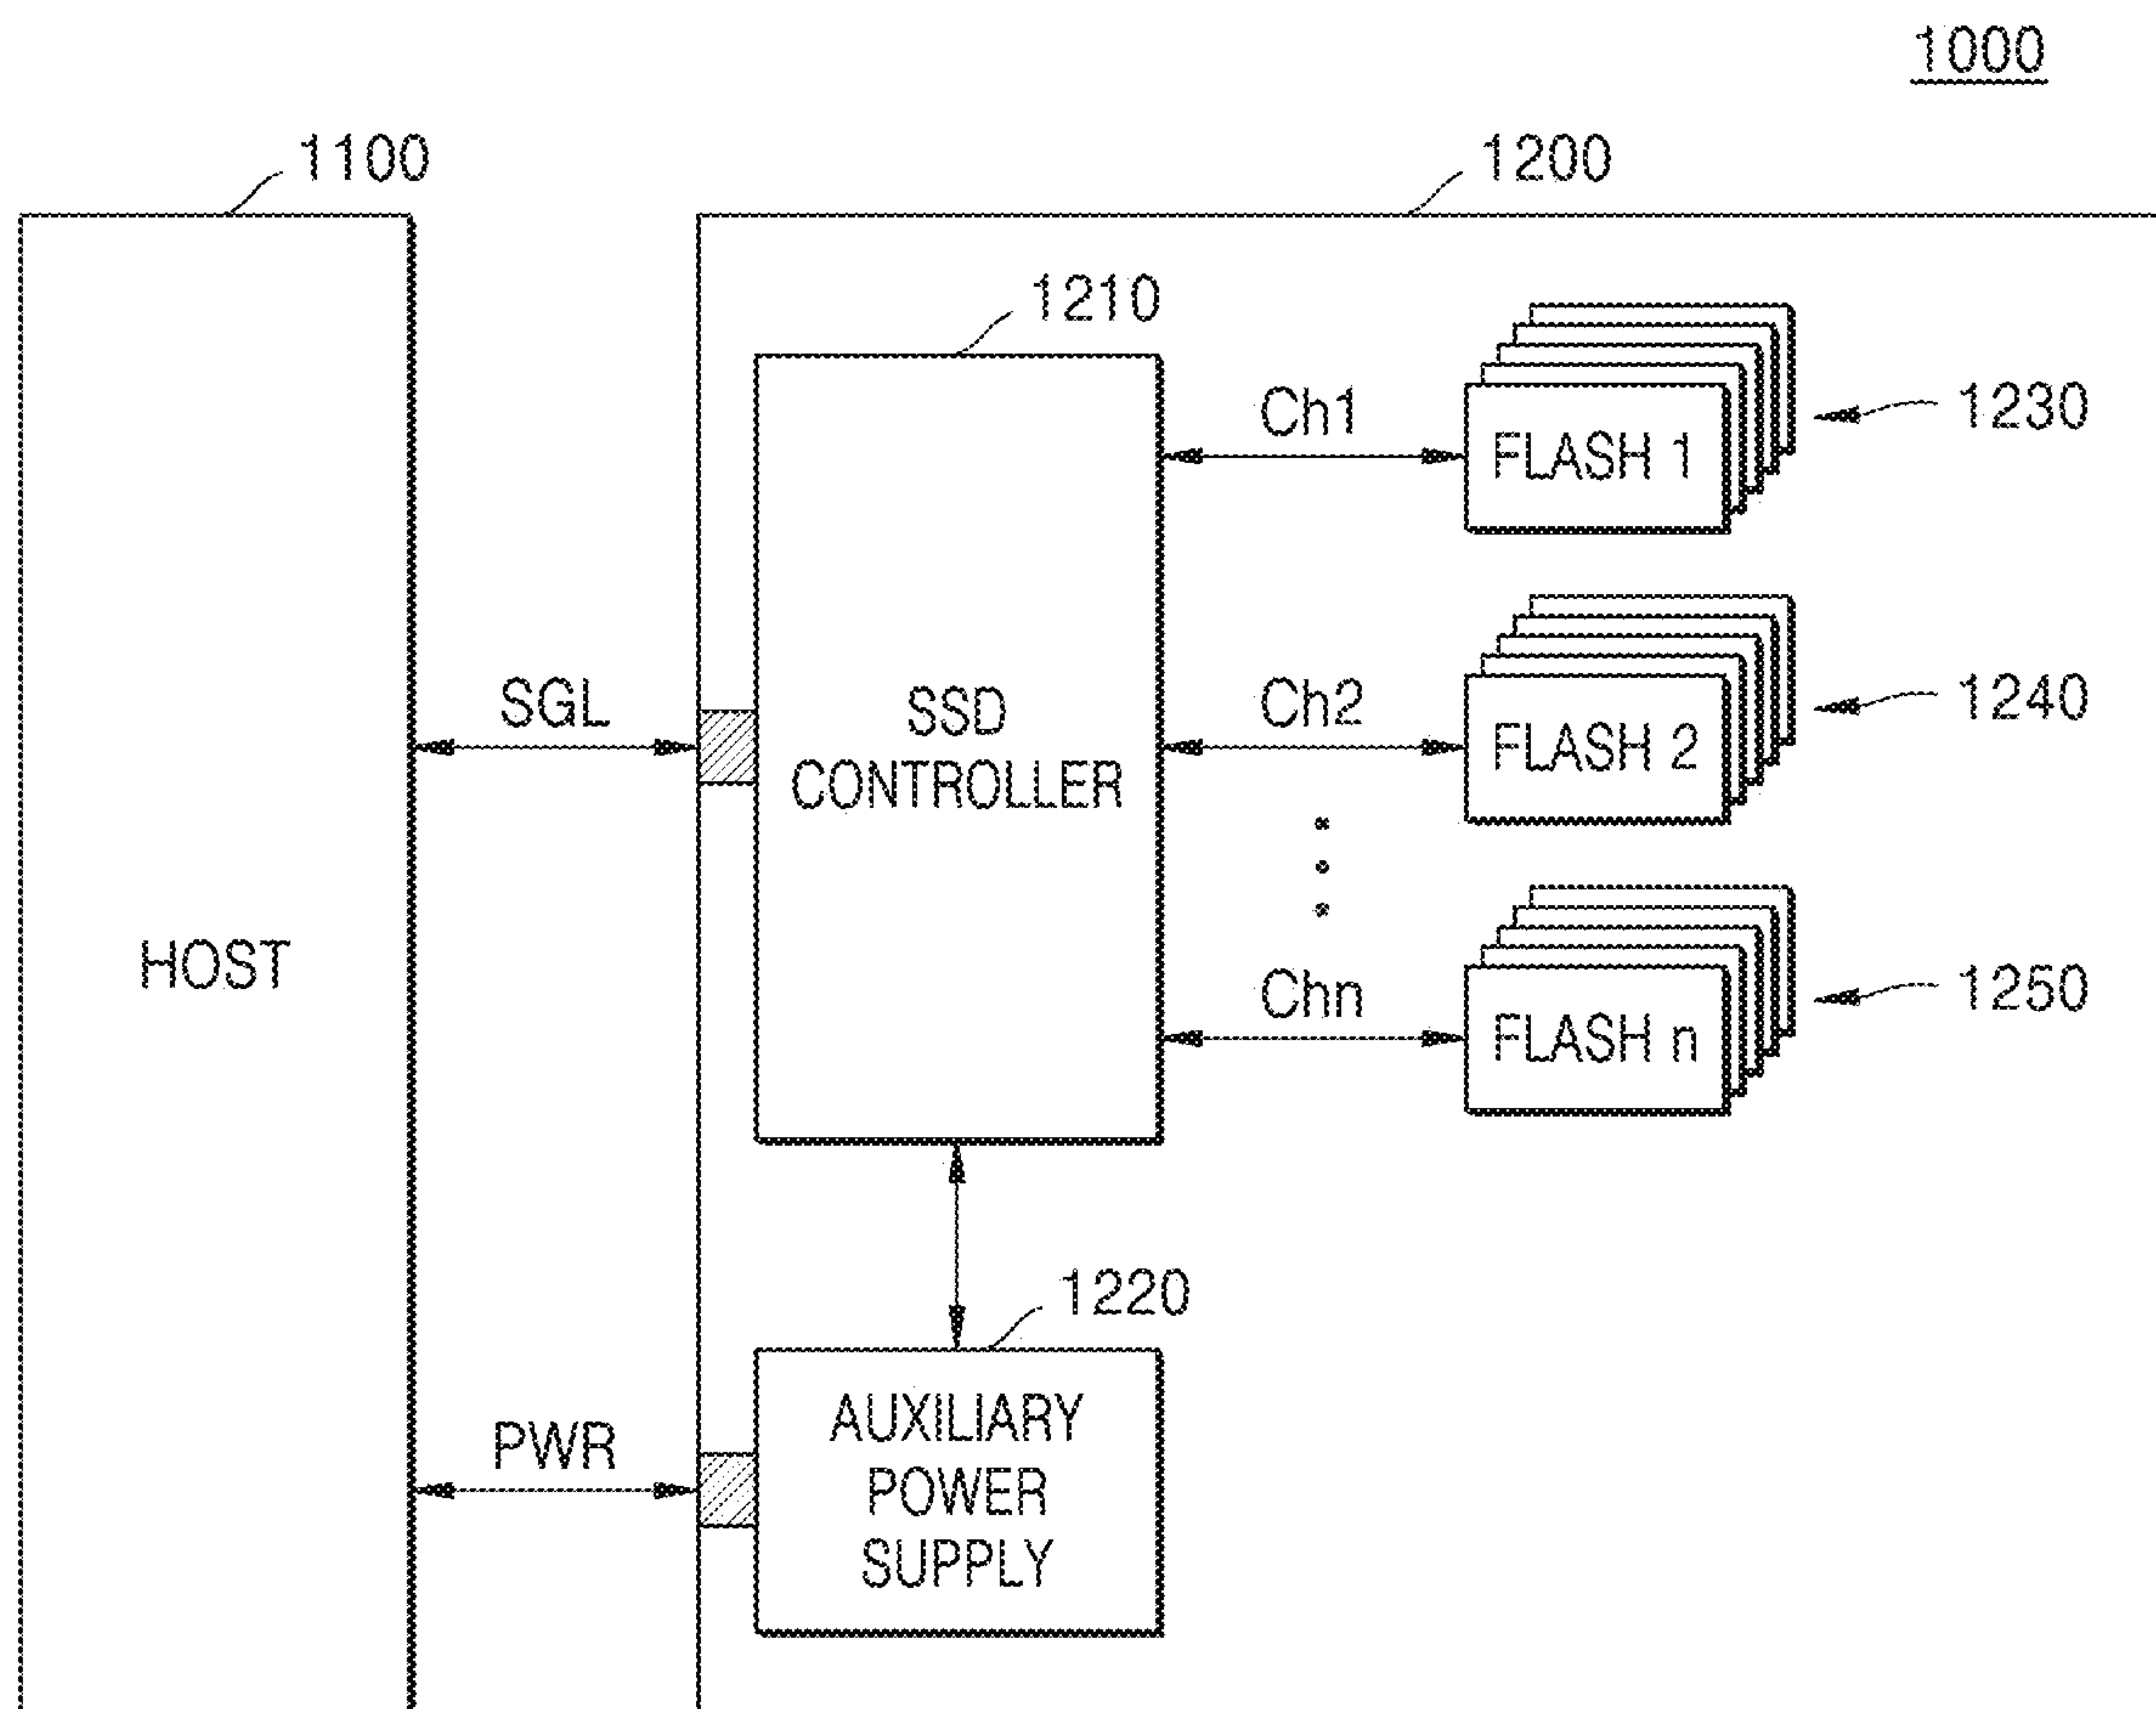 1000
1100
1200
1210
Ch1
FLASH 1
1230
SGL
SSD
CONTROLLER
Ch2
FLASH 2
1240
HOST
Chn
FLASH n
1250
1220
PWR
AUXILIARY
POWER
SUPPLY